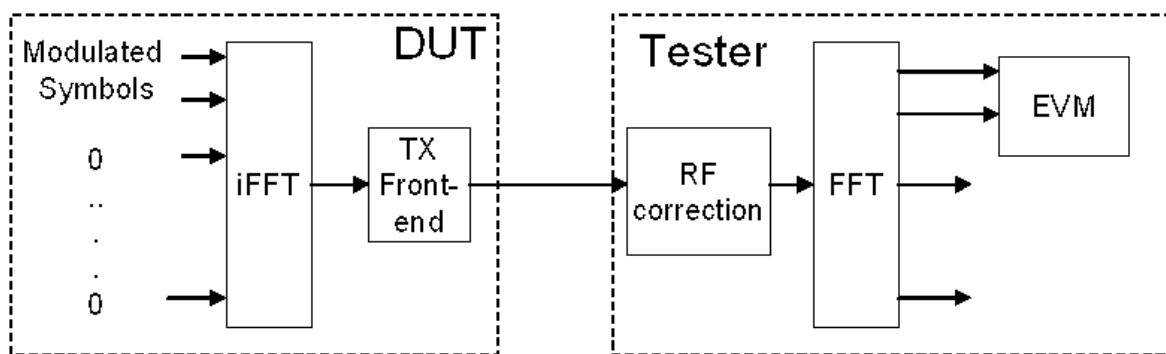 DUT
Modulated
Symbols
0
..
.
.
0
iFFT
TX
Front-
end
Tester
RF
correction
FFT
EVM